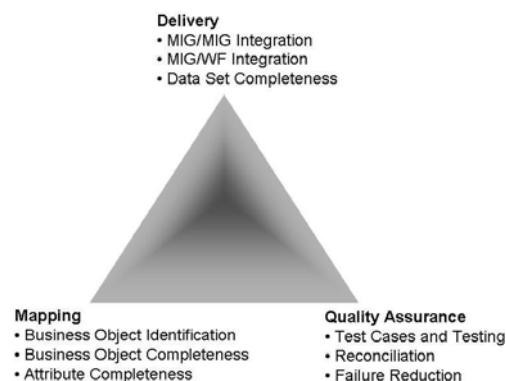 Delivery
• MIG/MIG Integration
• MIG/WF Integration
• Data Set Completeness
Mapping
• Business Object Identification
• Business Object Completeness
• Attribute Completeness
Quality Assurance
• Test Cases and Testing
• Reconciliation
• Failure Reduction